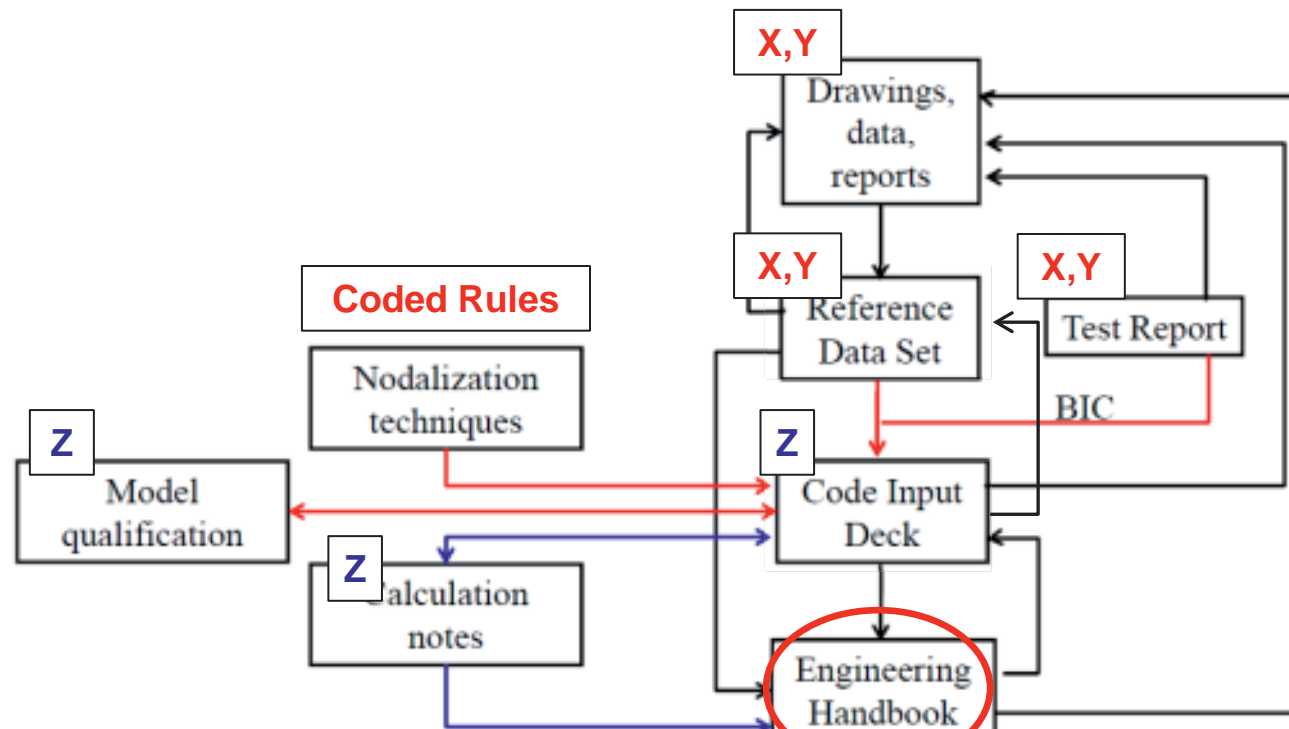 X,Y
Drawings,
data,
reports
X,Y
X,Y
Coded Rules
Reference
Data Set
Test Report
Nodalization
techniques
BIC
Z
Z
Model
qualification
Code Input
Deck
Z
Calculation
notes
Engineering
Handbook